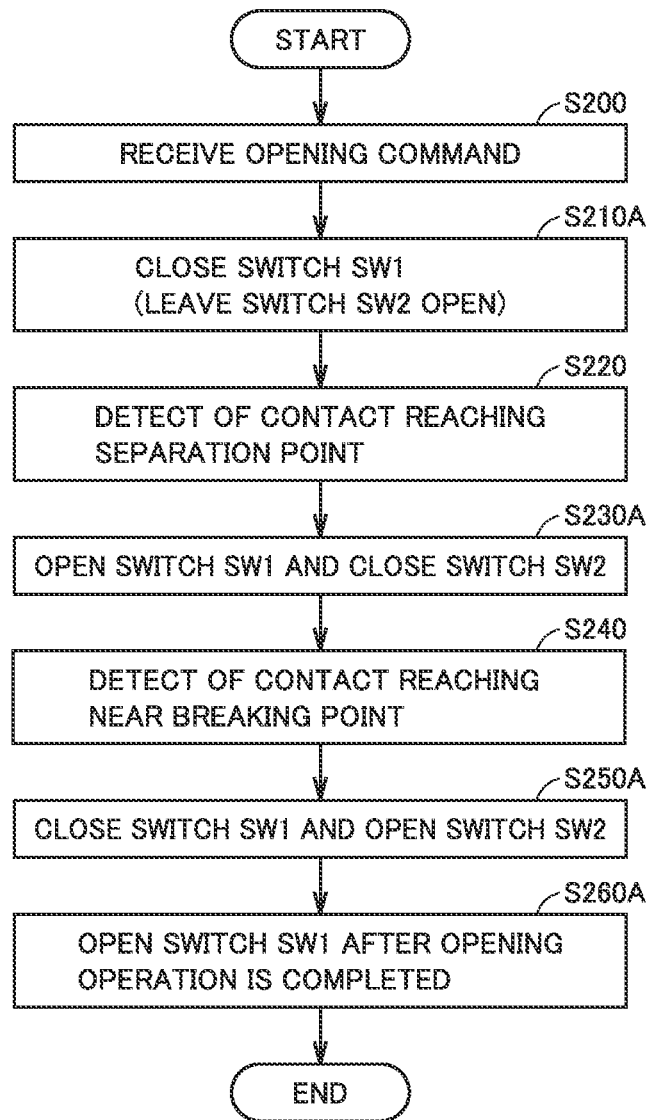 START
S200
RECEIVE OPENING COMMAND
S210A
CLOSE SWITCH SW1
(LEAVE SWITCH SW2 OPEN)
S220
DETECT OF CONTACT REACHING
SEPARATION POINT
S230A
OPEN SWITCH SW1 AND CLOSE SWITCH SW2
S240
DETECT OF CONTACT REACHING
NEAR BREAKING POINT
S250A
CLOSE SWITCH SW1 AND OPEN SWITCH SW2
S260A
OPEN SWITCH SW1 AFTER OPENING
OPERATION IS COMPLETED
END